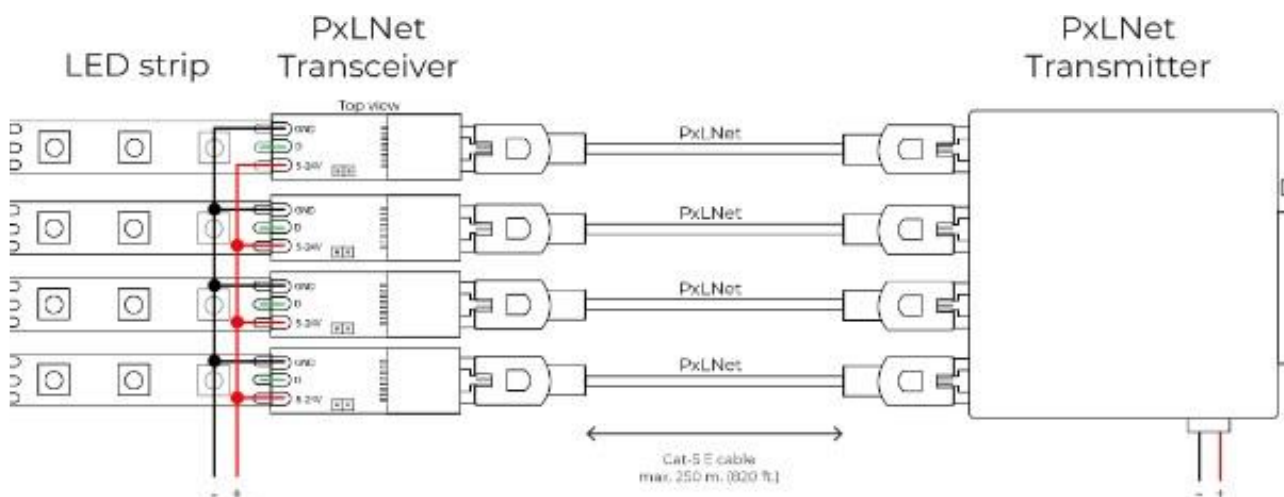 LED strip
PxLNet
Transceiver
PxLNet
Transmitter
Top view
GND
D
5-24V
PxLNet
GND
D
5-24V
PxLNet
GND
D
5-24V
PxLNet
GND
D
5-24V
PxLNet
Cat-5 E cable
max. 250 m. (820 ft.)
- +
- +